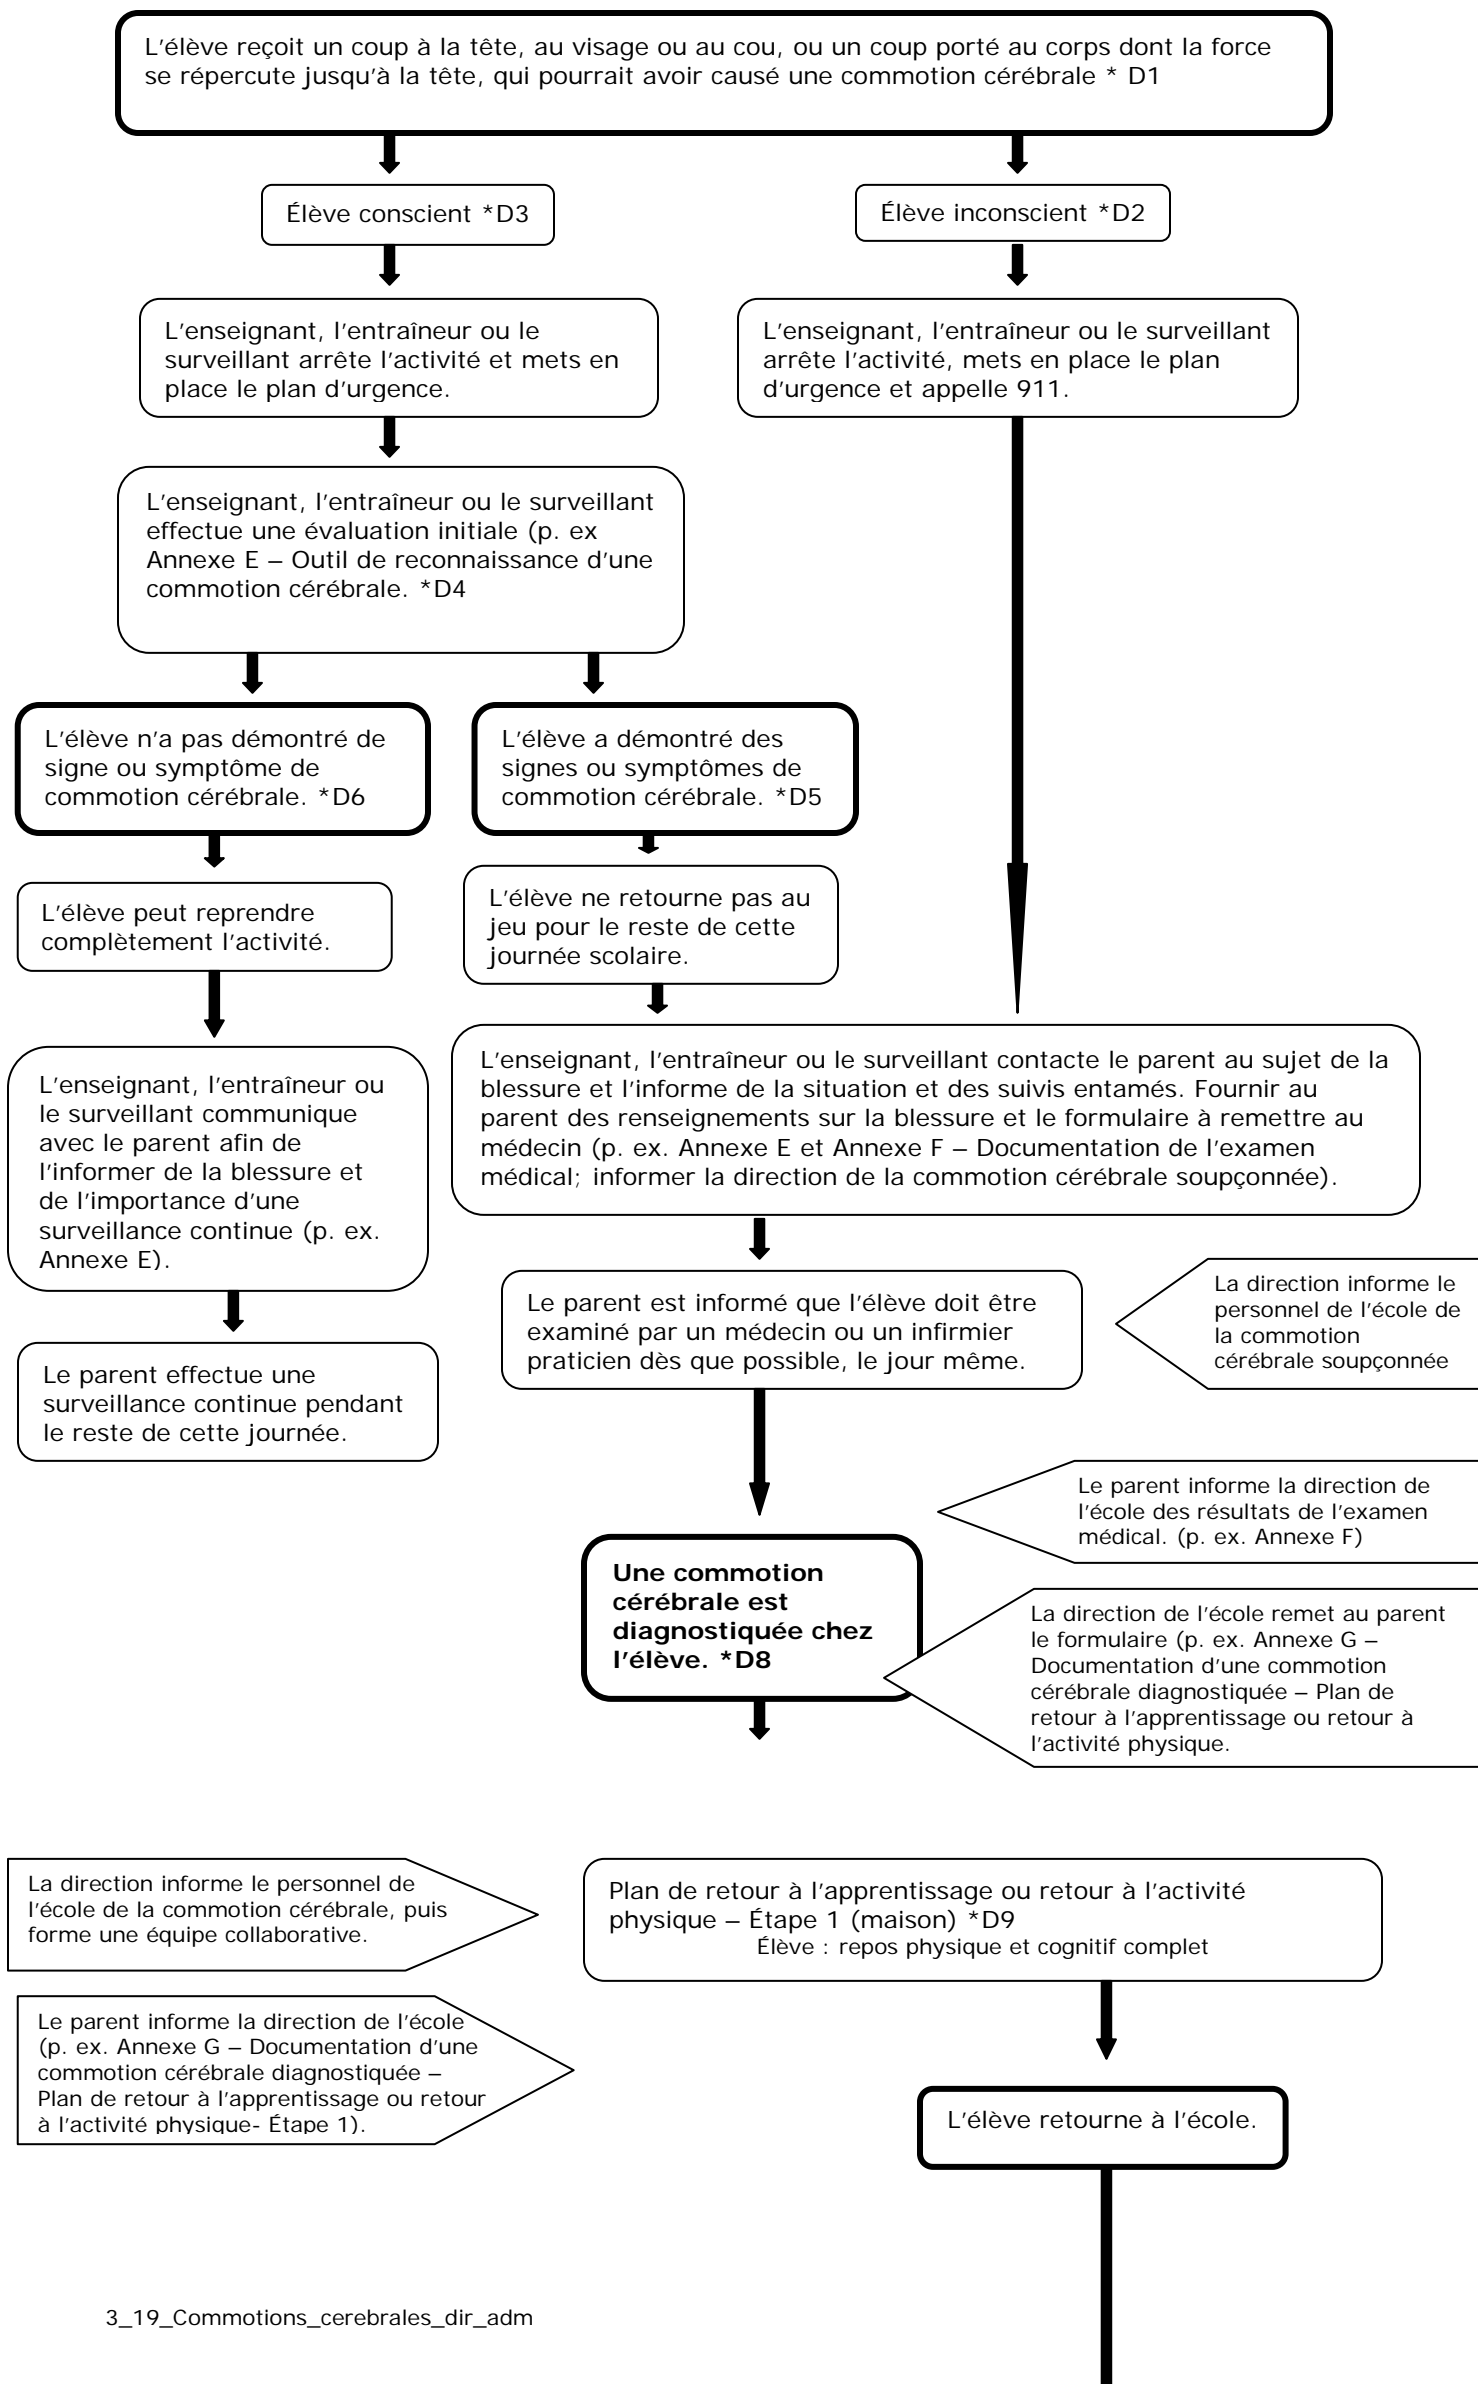 L'élève reçoit un coup à la tête, au visage ou au cou, ou un coup porté au corps dont la force
se répercute jusqu'à la tête, qui pourrait avoir causé une commotion cérébrale * D1
Élève conscient *D3
Élève inconscient *D2
L'enseignant, l'entraîneur ou le
surveillant arrête l'activité et mets en
place le plan d'urgence.
L'enseignant, l'entraîneur ou le surveillant
arrête l'activité, mets en place le plan
d'urgence et appelle 911.
L'enseignant, l'entraîneur ou le surveillant
effectue une évaluation initiale (p. ex
Annexe E – Outil de reconnaissance d'une
commotion cérébrale. *D4
L'élève n'a pas démontré de
signe ou symptôme de
commotion cérébrale. *D6
L'élève a démontré des
signes ou symptômes de
commotion cérébrale. *D5
L'élève peut reprendre
complètement l'activité.
L'élève ne retourne pas au
jeu pour le reste de cette
journée scolaire.
L'enseignant, l'entraîneur ou
le surveillant communique
avec le parent afin de
l'informer de la blessure et
de l'importance d'une
surveillance continue (p. ex.
Annexe E).
L'enseignant, l'entraîneur ou le surveillant contacte le parent au sujet de la
blessure et l'informe de la situation et des suivis entamés. Fournir au
parent des renseignements sur la blessure et le formulaire à remettre au
médecin (p. ex. Annexe E et Annexe F – Documentation de l'examen
médical; informer la direction de la commotion cérébrale soupçonnée).
Le parent effectue une
surveillance continue pendant
le reste de cette journée.
Le parent est informé que l'élève doit être
examiné par un médecin ou un infirmier
praticien dès que possible, le jour même.
La direction informe le
personnel de l'école de
la commotion
cérébrale soupçonnée
Le parent informe la direction de
l'école des résultats de l'examen
médical. (p. ex. Annexe F)
Une commotion
cérébrale est
diagnostiquée chez
l'élève. *D8
La direction de l'école remet au parent
le formulaire (p. ex. Annexe G –
Documentation d'une commotion
cérébrale diagnostiquée – Plan de
retour à l'apprentissage ou retour à
l'activité physique.
La direction informe le personnel de
l'école de la commotion cérébrale, puis
forme une équipe collaborative.
Plan de retour à l'apprentissage ou retour à l'activité
physique – Étape 1 (maison) *D9
Élève : repos physique et cognitif complet
Le parent informe la direction de l'école
(p. ex. Annexe G – Documentation d'une
commotion cérébrale diagnostiquée –
Plan de retour à l'apprentissage ou retour
à l'activité physique- Étape 1).
L'élève retourne à l'école.
3_19_Commotions_cerebrales_dir_adm